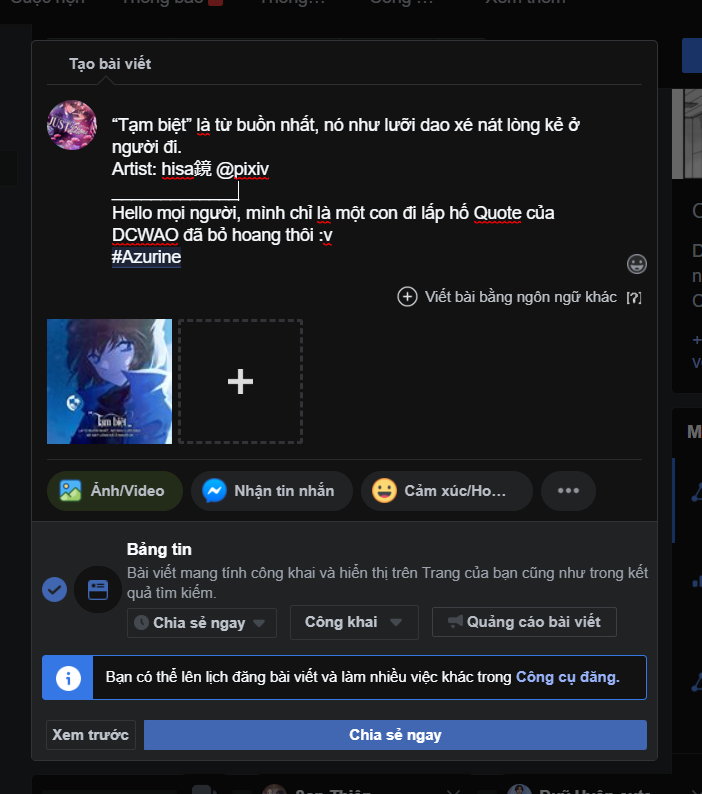 Thông báo
Xem thêm
Tạo bài viết
“Tạm biệt” là từ buồn nhất, nó như lưỡi dao xé nát lòng kẻ ở
người đi.
Artist: hisa鏡 @pixiv
______________
Hello mọi người, mình chỉ là một con đi lấp hố Quote của
DCWAO đã bỏ hoang thôi :v
#Azurine
Viết bài bằng ngôn ngữ khác [?]
Tạm biệt
Ảnh/Video
Nhận tin nhắn
Cảm xúc/Ho...
Bảng tin
Bài viết mang tính công khai và hiển thị trên Trang của bạn cũng như trong kết
quả tìm kiếm.
Chia sẻ ngay
Công khai
Quảng cáo bài viết
Bạn có thể lên lịch đăng bài viết và làm nhiều việc khác trong Công cụ đăng.
Xem trước
Chia sẻ ngay